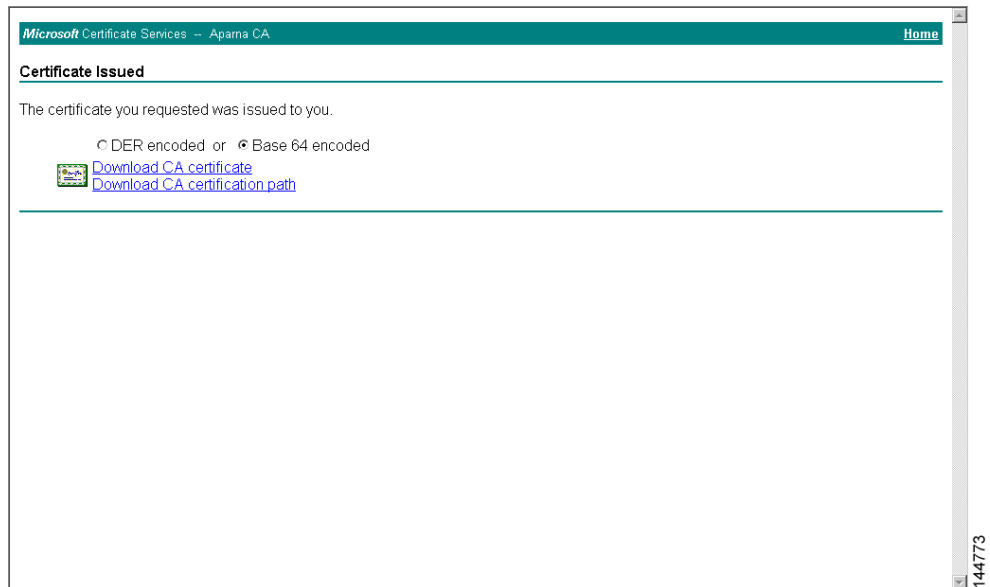 Microsoft Certificate Services -- Aparna CA Home
Certificate Issued
The certificate you requested was issued to you.
DER encoded or Base 64 encoded
Download CA certificate
Download CA certification path
144773